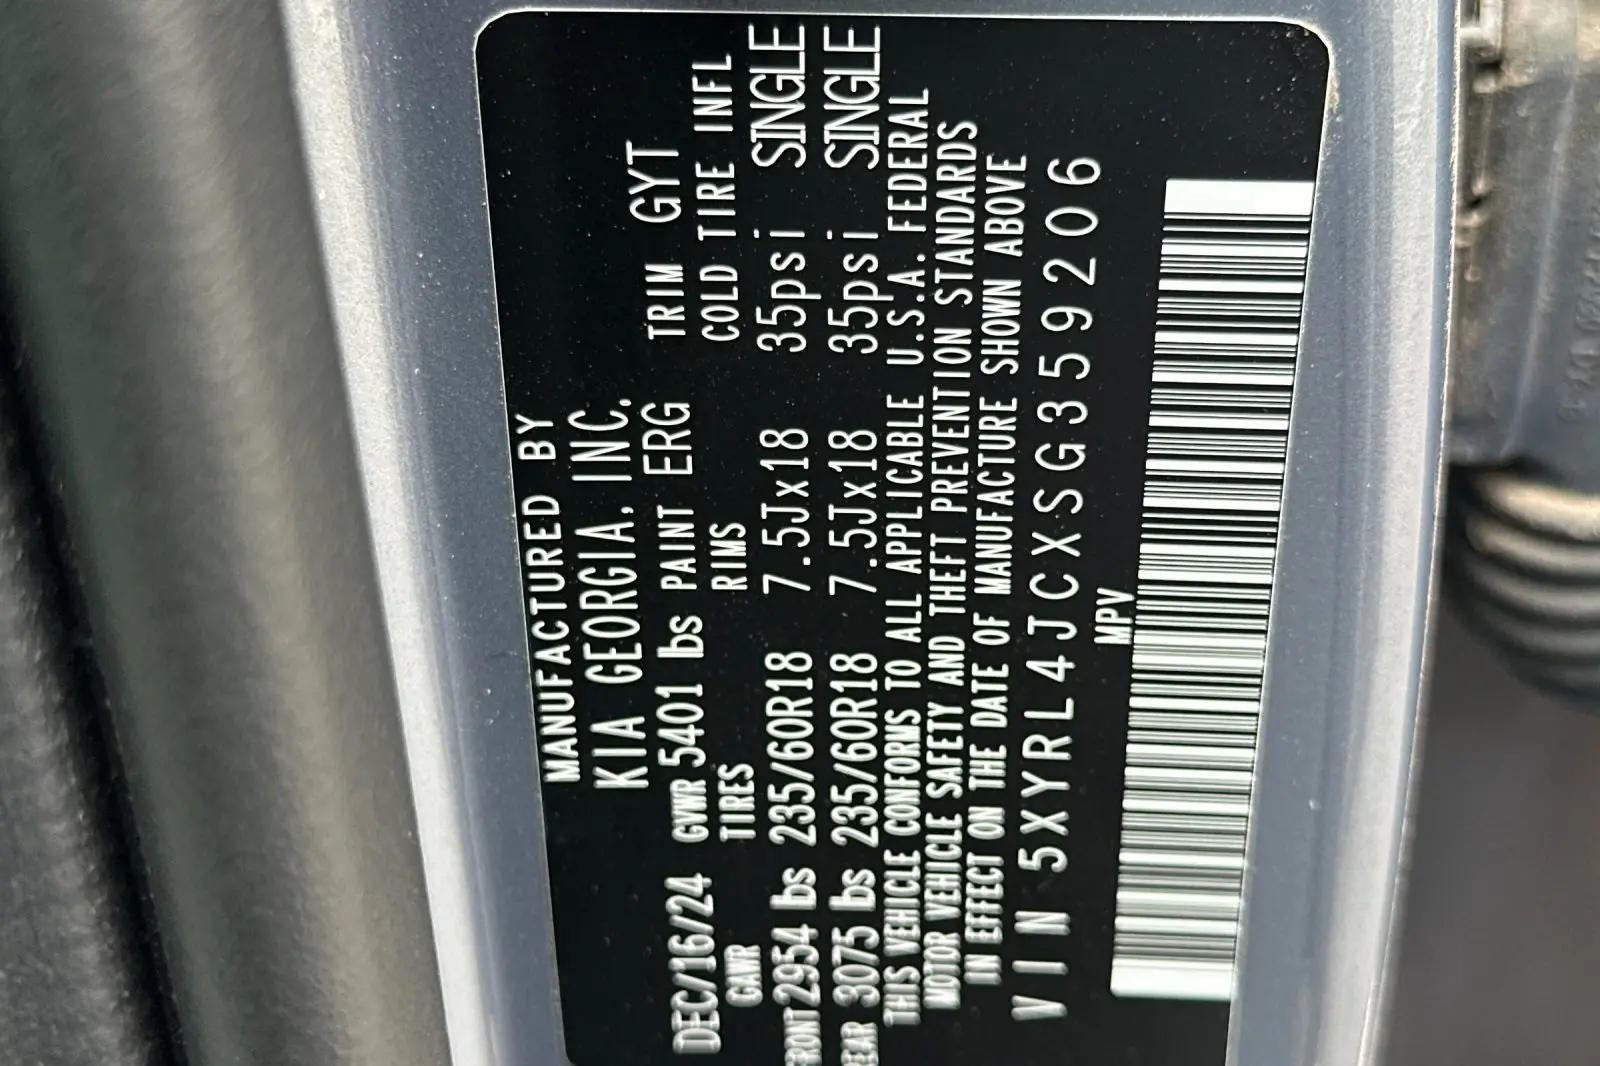 MANUFACTURED BY
KIA GEORGIA, INC.
DEC/16/24 GVWR 5401 lbs PAINT ERG TRIM GYT
GAWR TIRES RIMS COLD TIRE INFL
FRONT 2954 lbs 235/60R18 7.5Jx18 35psi SINGLE
REAR 3075 lbs 235/60R18 7.5Jx18 35psi SINGLE
THIS VEHICLE CONFORMS TO ALL APPLICABLE U.S.A. FEDERAL
MOTOR VEHICLE SAFETY AND THEFT PREVENTION STANDARDS
IN EFFECT ON THE DATE OF MANUFACTURE SHOWN ABOVE
VIN 5XYRL4JCXSG359206
MPV